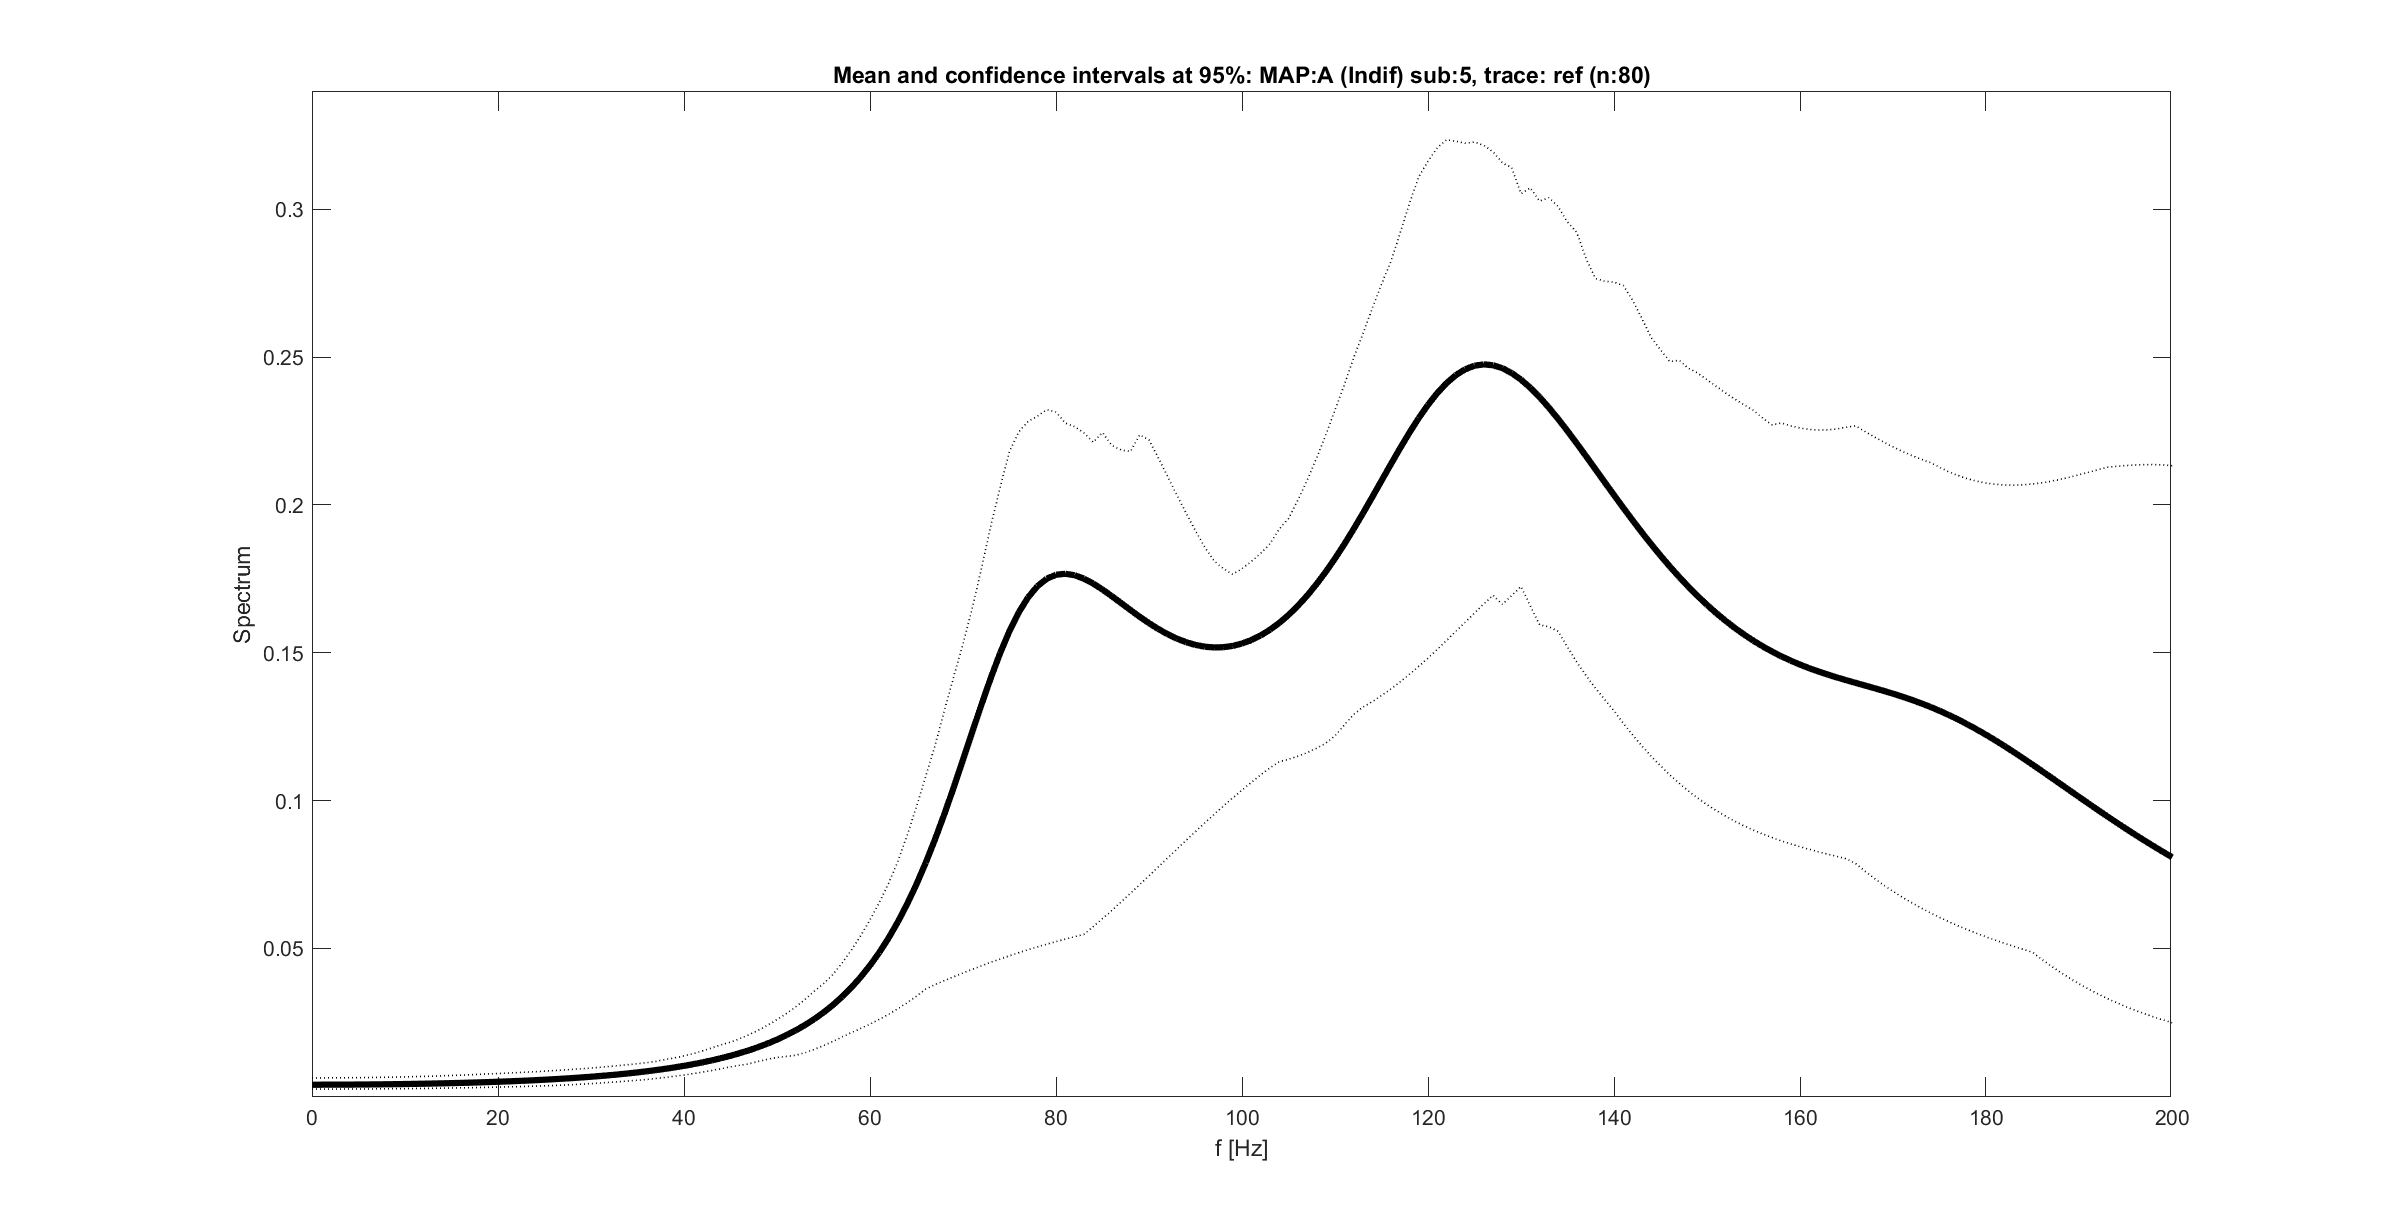 Mean and confidence intervals at 95%: MAP:A (Indif) sub:5, trace: ref (n:80)
0.3
0.25
0.2
0.15
0.1
0.05
Spectrum
0 20 40 60 80 100 120 140 160 180 200
f [Hz]